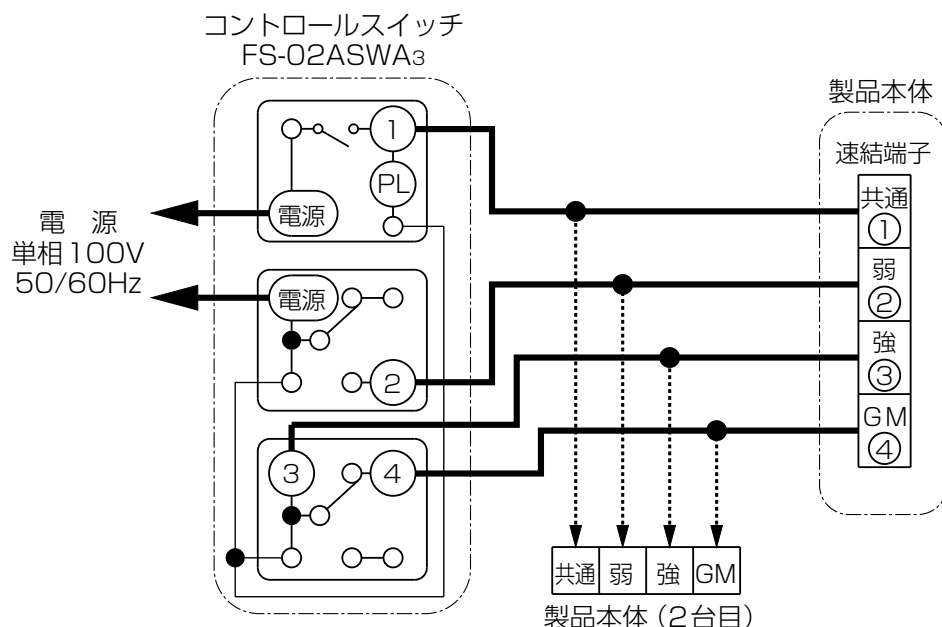 コントロールスイッチ
FS-02ASWA3
製品本体
速結端子
1
PL
電源
共通
①
電 源
単相100V
50/60Hz
電源
2
弱
②
強
③
3
4
GM
④
共通 弱 強 GM
製品本体（2台目）